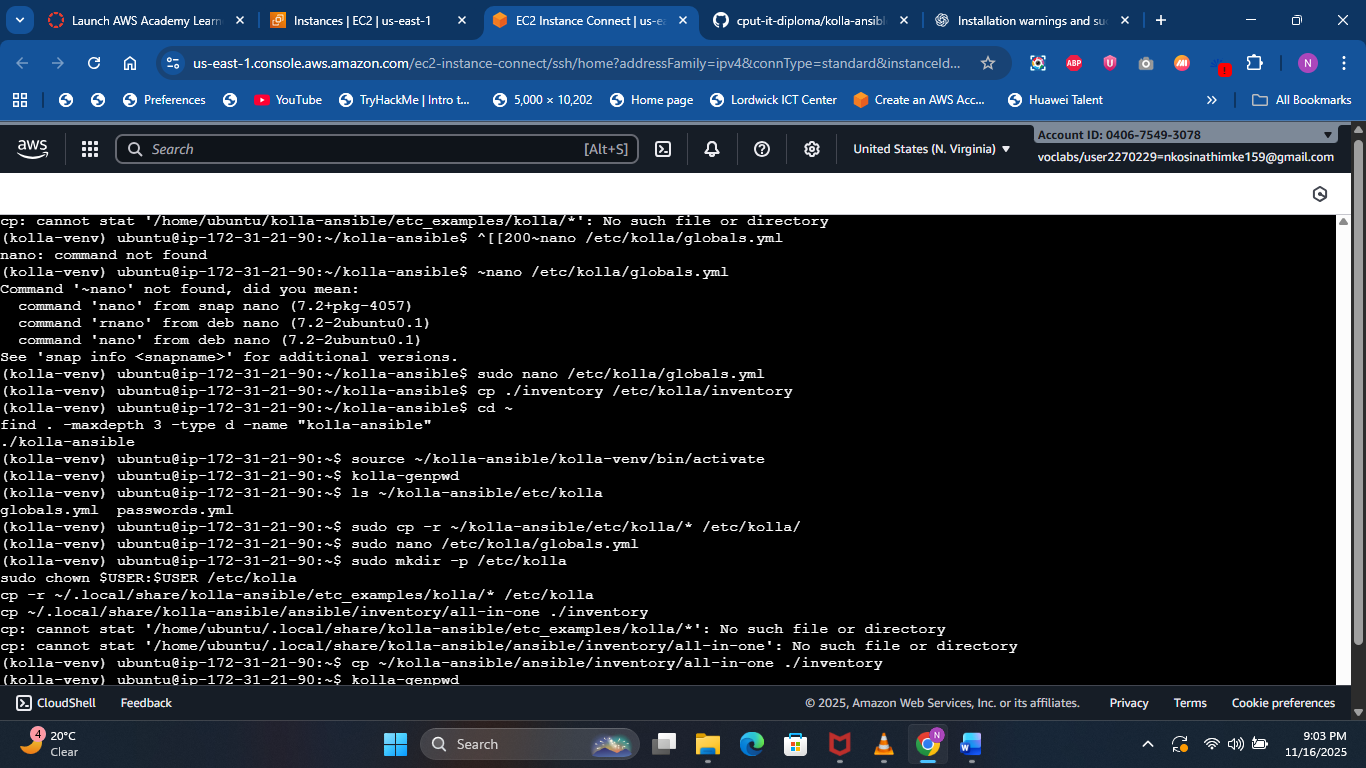 Launch AWS Academy Learn
Instances | EC2 | us-east-1
EC2 Instance Connect | us-ea
cput-it-diploma/kolla-ansibl
Installation warnings and su
us-east-1.console.aws.amazon.com/ec2-instance-connect/ssh/home?addressFamily=ipv4&connType=standard&instanceId...
ABP
N
Preferences
YouTube
TryHackMe | Intro t...
5,000 × 10,202
Home page
Lordwick ICT Center
Create an AWS Acc...
Huawei Talent
All Bookmarks
aws
Search
[Alt+S]
United States (N. Virginia)
Account ID: 0406-7549-3078
voclabs/user2270229=nkosinathimke159@gmail.com
cp: cannot stat '/home/ubuntu/kolla-ansible/etc_examples/kolla/*': No such file or directory
(kolla-venv) ubuntu@ip-172-31-21-90:~/kolla-ansible$ ^[[200~nano /etc/kolla/globals.yml
nano: command not found
(kolla-venv) ubuntu@ip-172-31-21-90:~/kolla-ansible$ ~nano /etc/kolla/globals.yml
Command '~nano' not found, did you mean:
  command 'nano' from snap nano (7.2+pkg-4057)
  command 'rnano' from deb nano (7.2-2ubuntu0.1)
  command 'nano' from deb nano (7.2-2ubuntu0.1)
See 'snap info <snapname>' for additional versions.
(kolla-venv) ubuntu@ip-172-31-21-90:~/kolla-ansible$ sudo nano /etc/kolla/globals.yml
(kolla-venv) ubuntu@ip-172-31-21-90:~/kolla-ansible$ cp ./inventory /etc/kolla/inventory
(kolla-venv) ubuntu@ip-172-31-21-90:~/kolla-ansible$ cd ~
find . -maxdepth 3 -type d -name "kolla-ansible"
./kolla-ansible
(kolla-venv) ubuntu@ip-172-31-21-90:~$ source ~/kolla-ansible/kolla-venv/bin/activate
(kolla-venv) ubuntu@ip-172-31-21-90:~$ kolla-genpwd
(kolla-venv) ubuntu@ip-172-31-21-90:~$ ls ~/kolla-ansible/etc/kolla
globals.yml  passwords.yml
(kolla-venv) ubuntu@ip-172-31-21-90:~$ sudo cp -r ~/kolla-ansible/etc/kolla/* /etc/kolla/
(kolla-venv) ubuntu@ip-172-31-21-90:~$ sudo nano /etc/kolla/globals.yml
(kolla-venv) ubuntu@ip-172-31-21-90:~$ sudo mkdir -p /etc/kolla
sudo chown $USER:$USER /etc/kolla
cp -r ~/.local/share/kolla-ansible/etc_examples/kolla/* /etc/kolla
cp ~/.local/share/kolla-ansible/ansible/inventory/all-in-one ./inventory
cp: cannot stat '/home/ubuntu/.local/share/kolla-ansible/etc_examples/kolla/*': No such file or directory
cp: cannot stat '/home/ubuntu/.local/share/kolla-ansible/ansible/inventory/all-in-one': No such file or directory
(kolla-venv) ubuntu@ip-172-31-21-90:~$ cp ~/kolla-ansible/ansible/inventory/all-in-one ./inventory
(kolla-venv) ubuntu@ip-172-31-21-90:~$ kolla-genpwd
CloudShell
Feedback
© 2025, Amazon Web Services, Inc. or its affiliates.
Privacy
Terms
Cookie preferences
4
20°C
Clear
Search
N
9:03 PM
11/16/2025